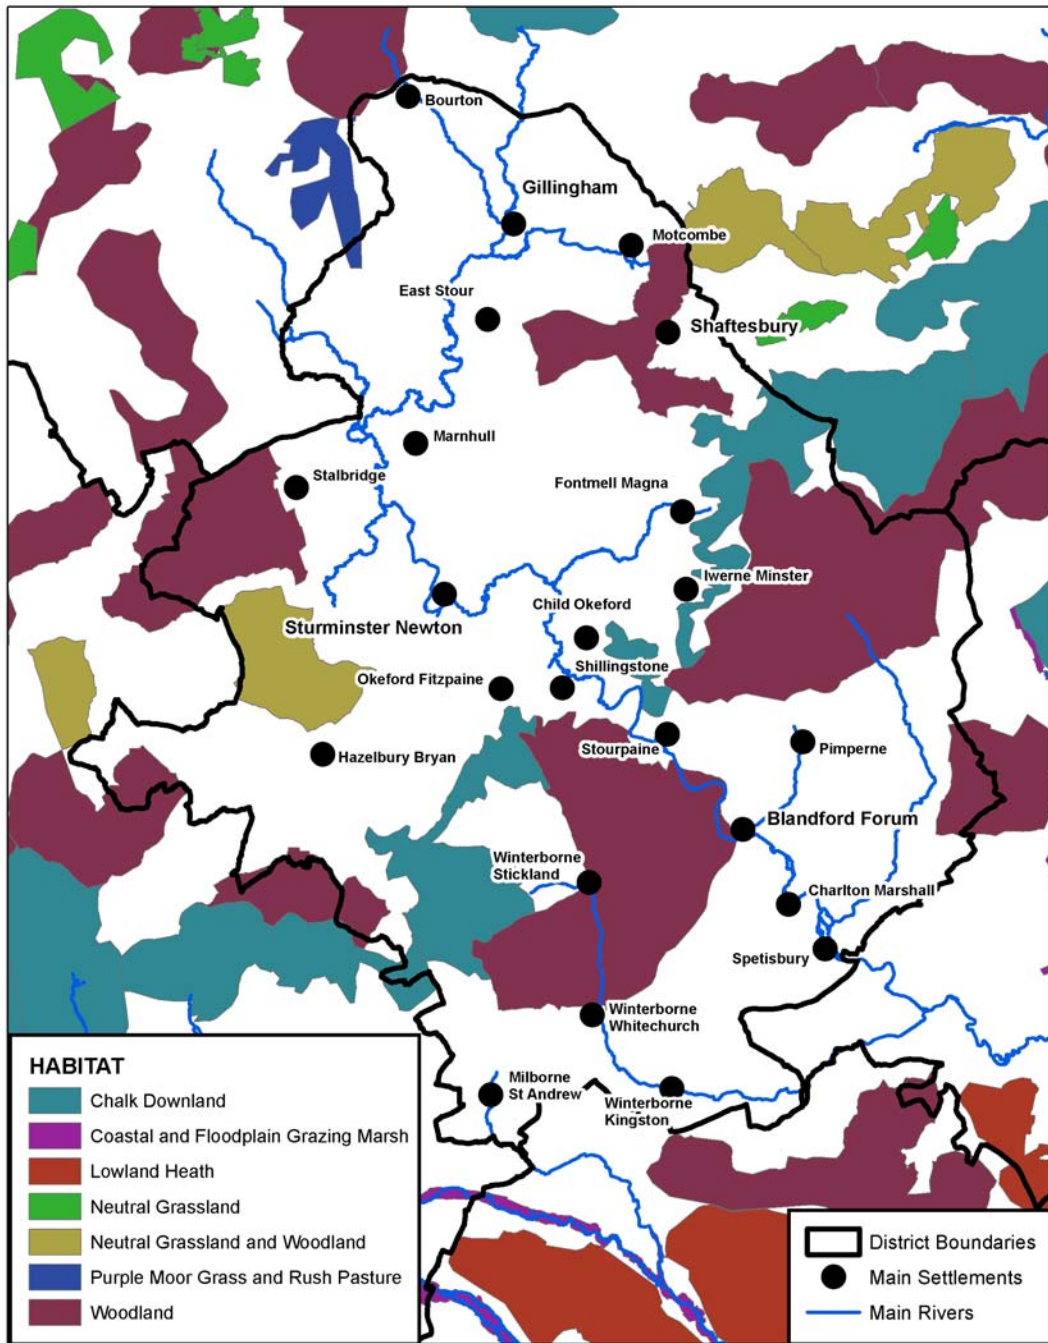 Bourton
Gillingham
Motcombe
East Stour
Shaftesbury
Marnhull
Stalbridge
Fontmell Magna
Iwerne Minster
Child Okeford
Sturminster Newton
Shillingstone
Okeford Fitzpaine
Stourpaine
Pimperne
Hazelbury Bryan
Blandford Forum
Winterborne
Stickland
Charlton Marshall
Spetisbury
Winterborne
Whitechurch
Milborne
St Andrew
Winterborne
Kingston
HABITAT
Chalk Downland
Coastal and Floodplain Grazing Marsh
Lowland Heath
Neutral Grassland
Neutral Grassland and Woodland
Purple Moor Grass and Rush Pasture
Woodland
District Boundaries
Main Settlements
Main Rivers